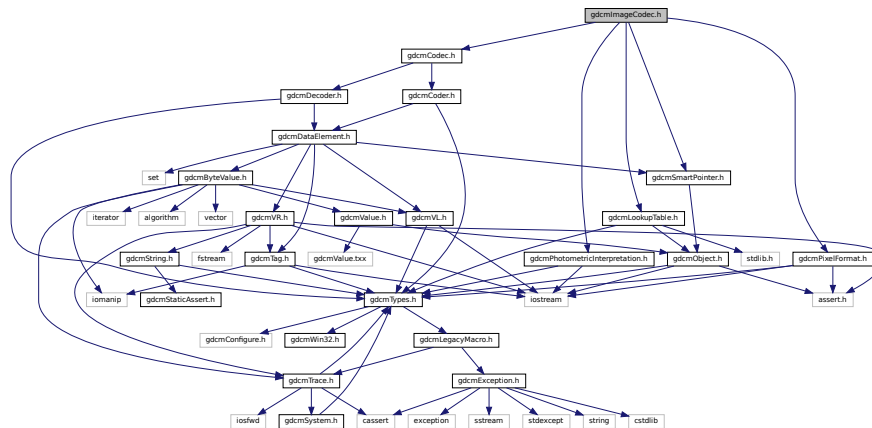 gdcmImageCodec.h
gdcmCodec.h
gdcmDecoder.h
gdcmCoder.h
gdcmDataElement.h
set
gdcmByteValue.h
gdcmSmartPointer.h
iterator
algorithm
vector
gdcmVR.h
gdcmValue.h
gdcmVL.h
gdcmLookupTable.h
gdcmString.h
fstream
gdcmTag.h
gdcmValue.txx
gdcmPhotometricInterpretation.h
gdcmObject.h
stdlib.h
gdcmPixelFormat.h
iomanip
gdcmStaticAssert.h
gdcmTypes.h
iostream
assert.h
gdcmConfigure.h
gdcmWin32.h
gdcmLegacyMacro.h
gdcmTrace.h
gdcmException.h
iosfwd
gdcmSystem.h
cassert
exception
sstream
stdexcept
string
cstdlib